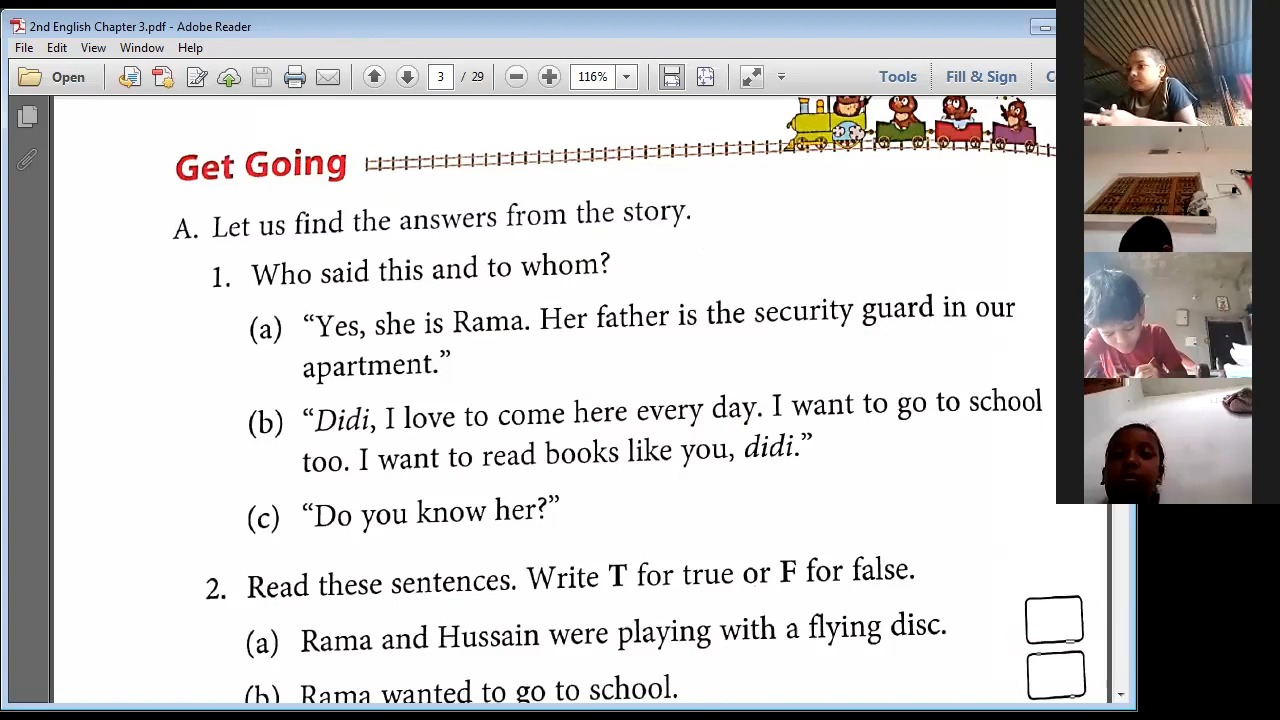 2nd English Chapter 3.pdf - Adobe Reader
File Edit View Window Help
Open 3 / 29 116% Tools Fill & Sign C
Get Going
A. Let us find the answers from the story.
1. Who said this and to whom?
(a) “Yes, she is Rama. Her father is the security guard in our
apartment.”
(b) “Didi, I love to come here every day. I want to go to school
too. I want to read books like you, didi.”
(c) “Do you know her?”
2. Read these sentences. Write T for true or F for false.
(a) Rama and Hussain were playing with a flying disc.
(b) Rama wanted to go to school.